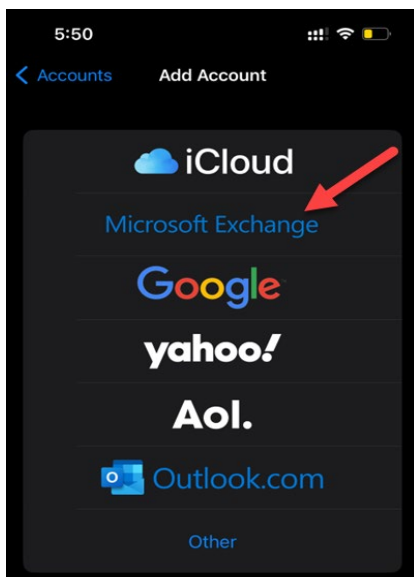 5:50
Accounts Add Account
iCloud
Microsoft Exchange
Google
yahoo!
Aol.
Outlook.com
Other